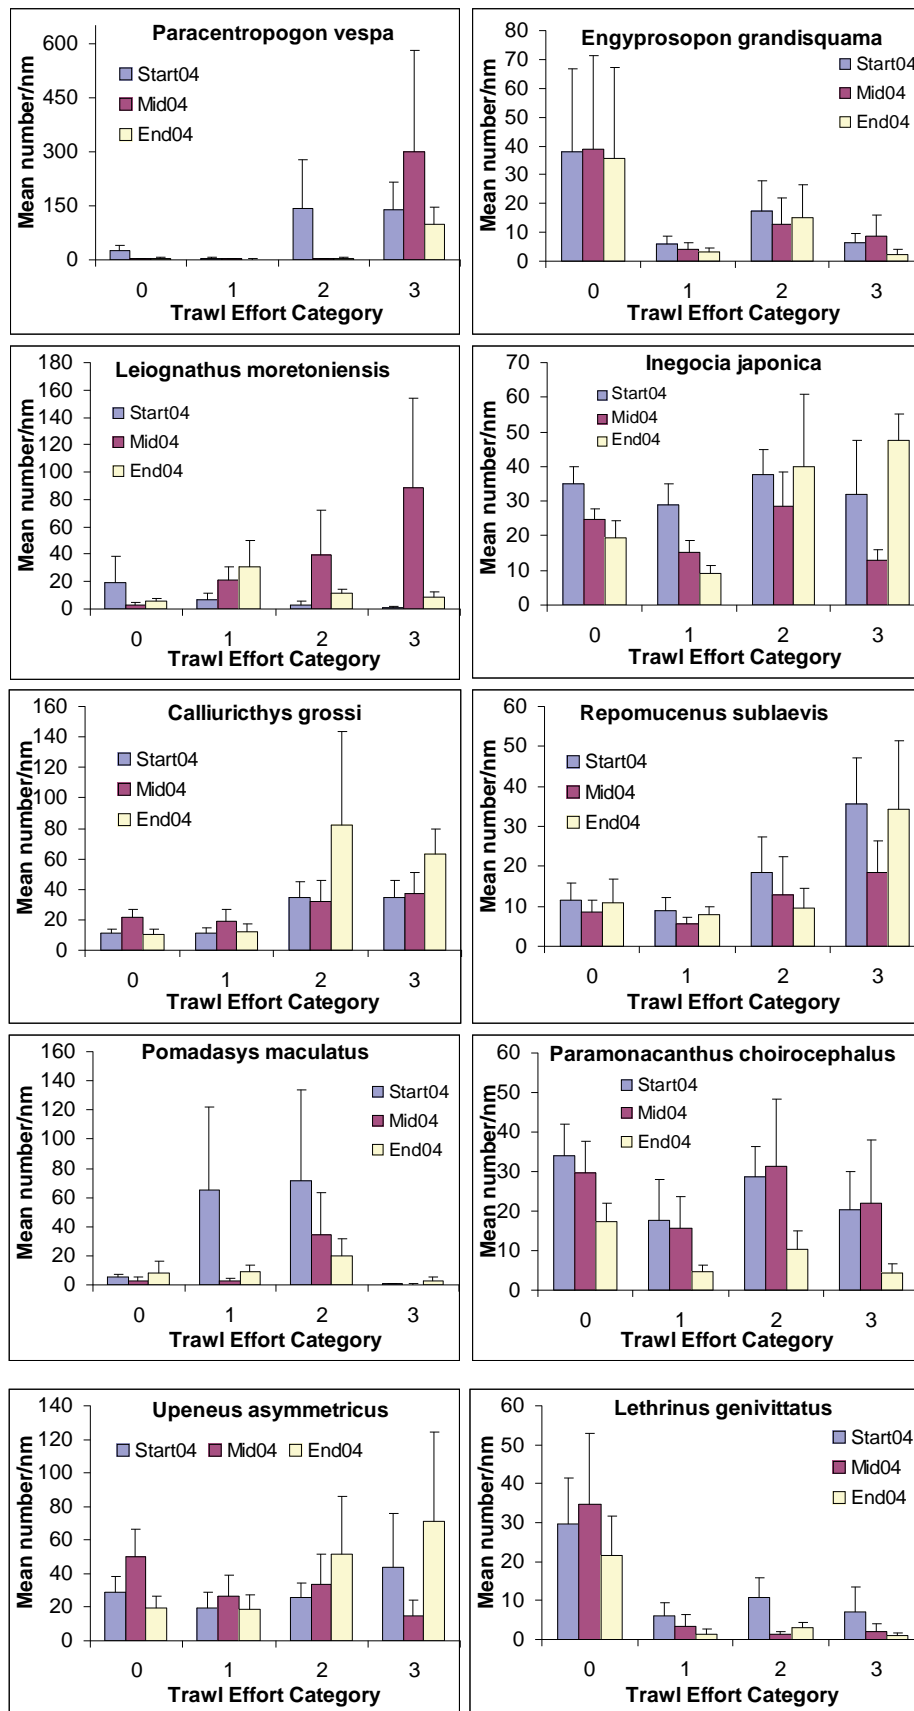 Paracentropogon vespa
Mean number/nm
600
450
300
150
0
Start04
Mid04
End04
0 1 2 3
Trawl Effort Category
Engyprosopon grandisquama
Mean number/nm
80
70
60
50
40
30
20
10
0
Start04
Mid04
End04
0 1 2 3
Trawl Effort Category
Leiognathus moretoniensis
Mean number/nm
180
160
140
120
100
80
60
40
20
0
Start04
Mid04
End04
0 1 2 3
Trawl Effort Category
Inegocia japonica
Mean number/nm
70
60
50
40
30
20
10
0
Start04
Mid04
End04
0 1 2 3
Trawl Effort Category
Calliuricthys grossi
Mean number/nm
160
140
120
100
80
60
40
20
0
Start04
Mid04
End04
0 1 2 3
Trawl Effort Category
Repomucenus sublaevis
Mean number/nm
60
50
40
30
20
10
0
Start04
Mid04
End04
0 1 2 3
Trawl Effort Category
Pomadasys maculatus
Mean number/nm
160
140
120
100
80
60
40
20
0
Start04
Mid04
End04
0 1 2 3
Trawl Effort Category
Paramonacanthus choirocephalus
Mean number/nm
60
50
40
30
20
10
0
Start04
Mid04
End04
0 1 2 3
Trawl Effort Category
Upeneus asymmetricus
Mean number/nm
140
120
100
80
60
40
20
0
Start04 Mid04 End04
0 1 2 3
Trawl Effort Category
Lethrinus genivittatus
Mean number/nm
60
50
40
30
20
10
0
Start04
Mid04
End04
0 1 2 3
Trawl Effort Category